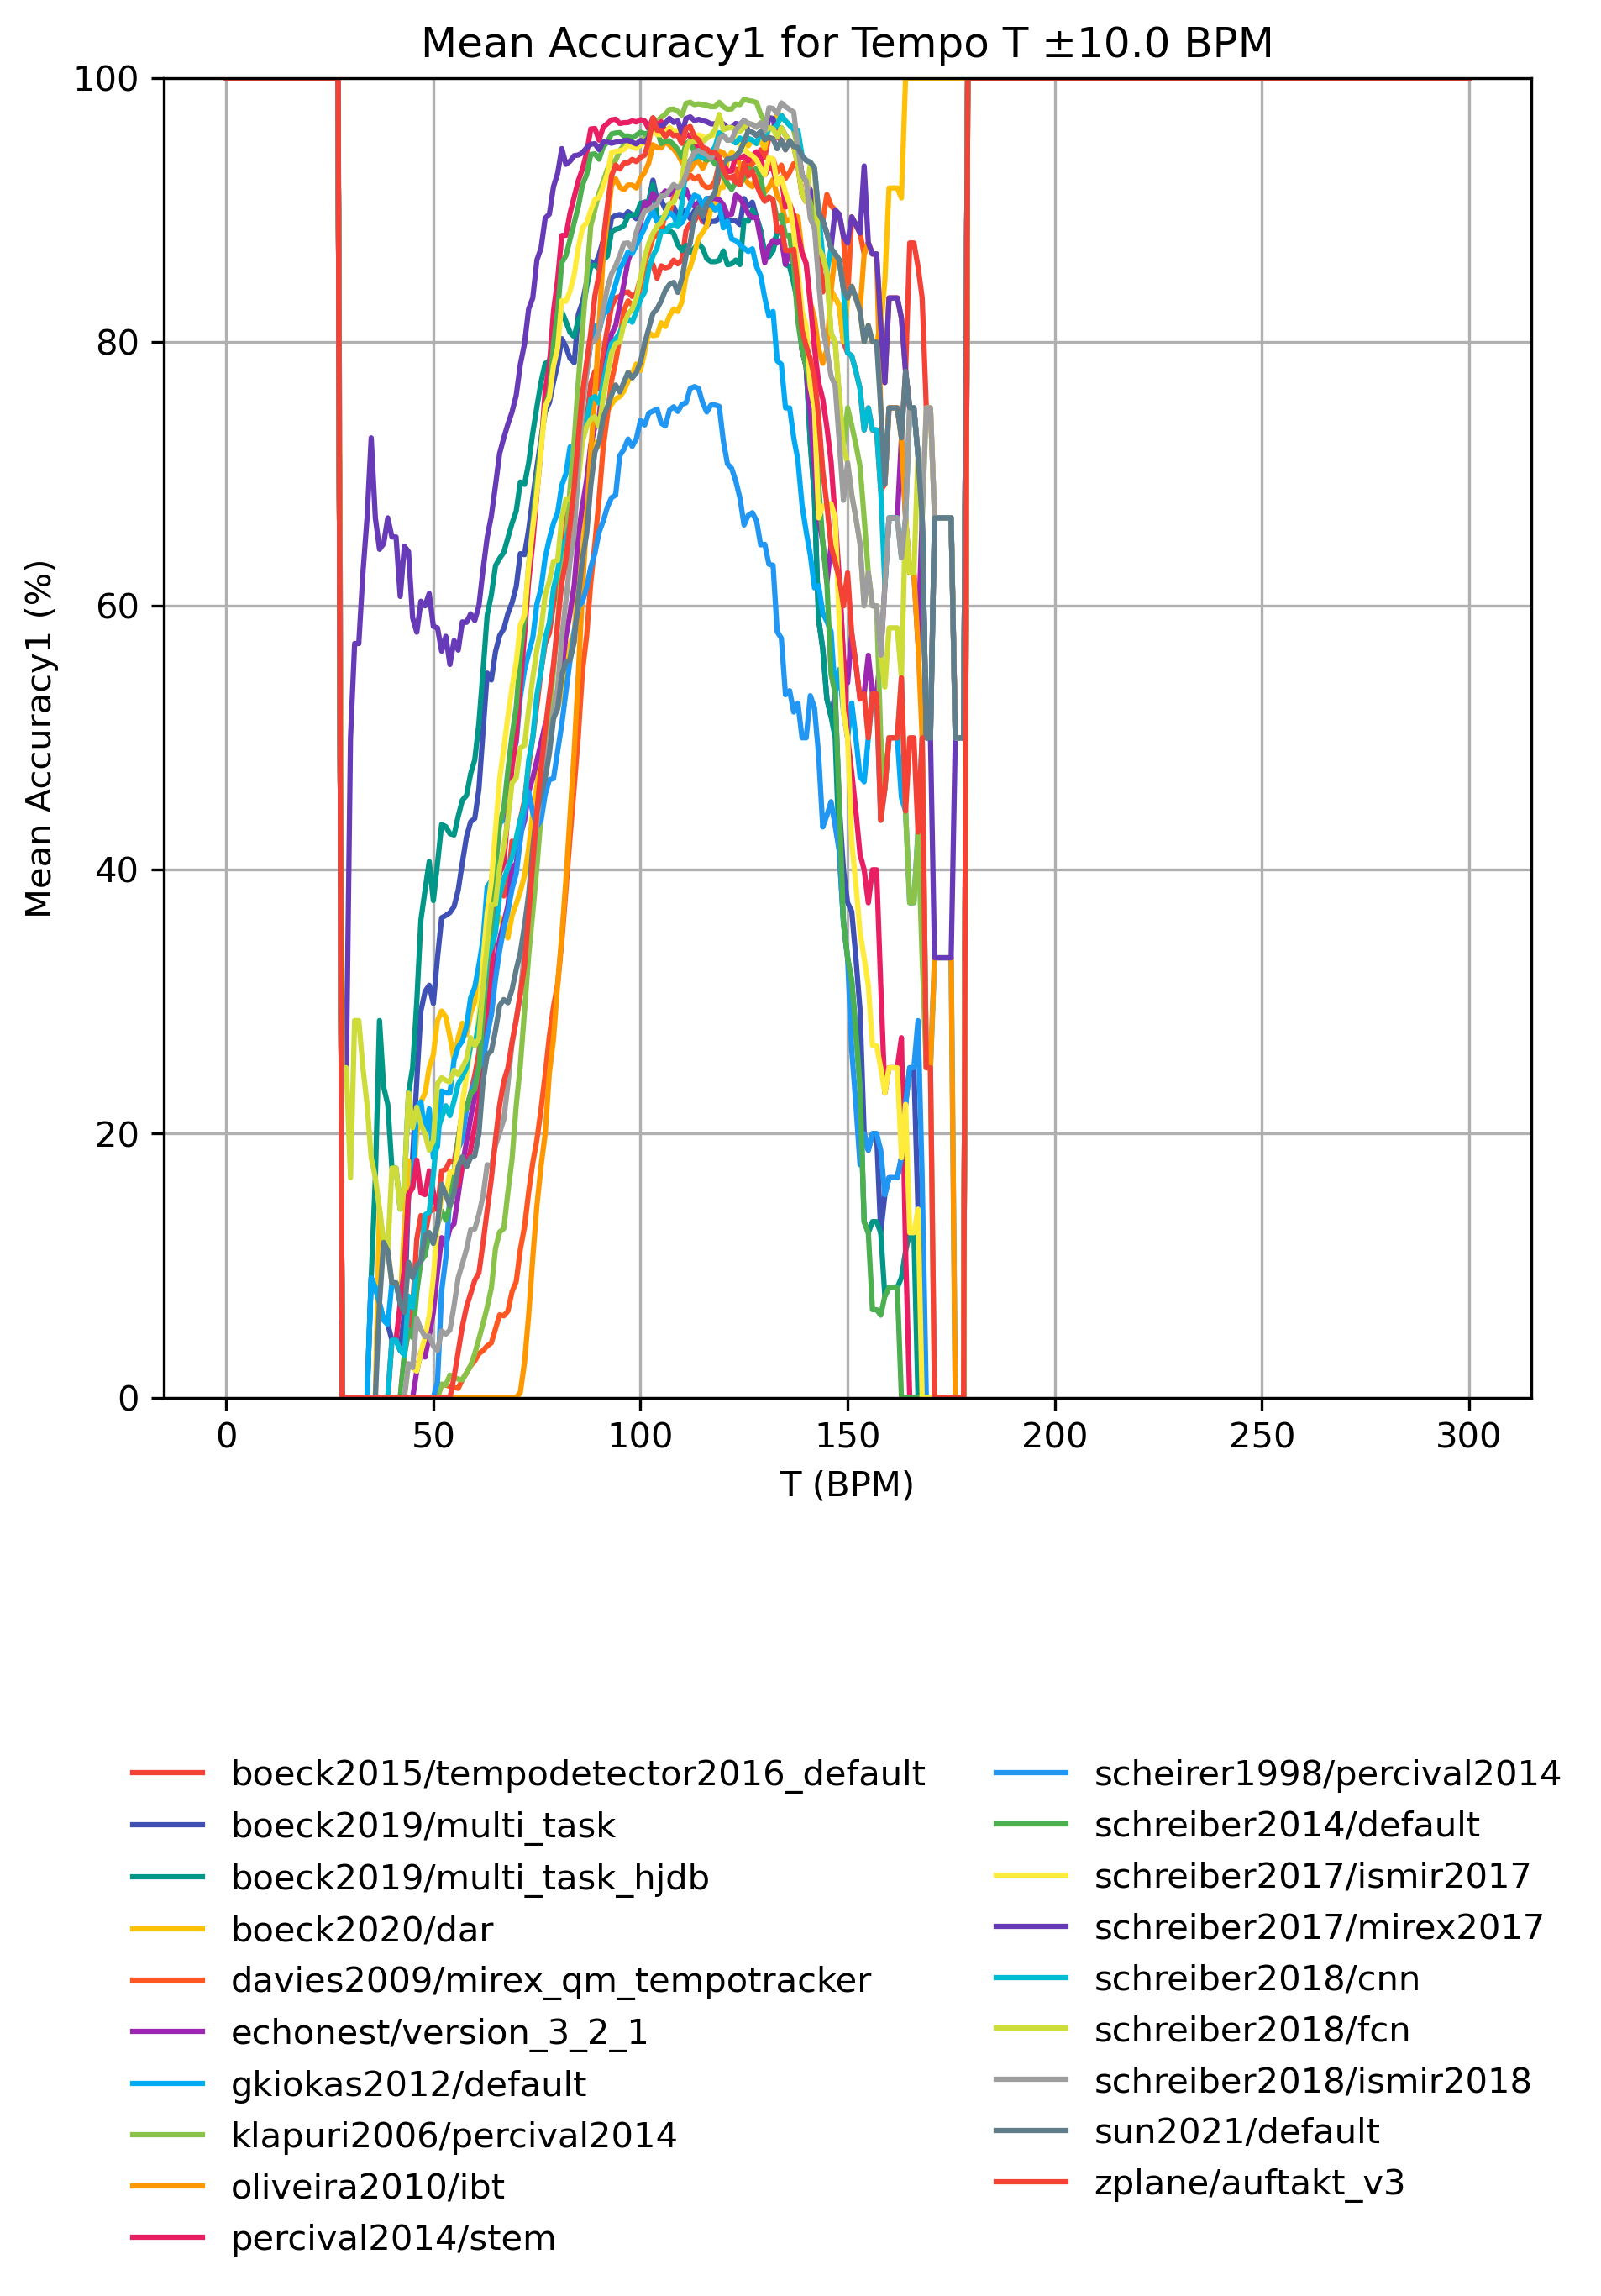 Mean Accuracy1 for Tempo T ±10.0 BPM
100
80
60
40
20
0
Mean Accuracy1 (%)
0 50 100 150 200 250 300
T (BPM)
boeck2015/tempodetector2016_default
boeck2019/multi_task
boeck2019/multi_task_hjdb
boeck2020/dar
davies2009/mirex_qm_tempotracker
echonest/version_3_2_1
gkiokas2012/default
klapuri2006/percival2014
oliveira2010/ibt
percival2014/stem
scheirer1998/percival2014
schreiber2014/default
schreiber2017/ismir2017
schreiber2017/mirex2017
schreiber2018/cnn
schreiber2018/fcn
schreiber2018/ismir2018
sun2021/default
zplane/auftakt_v3